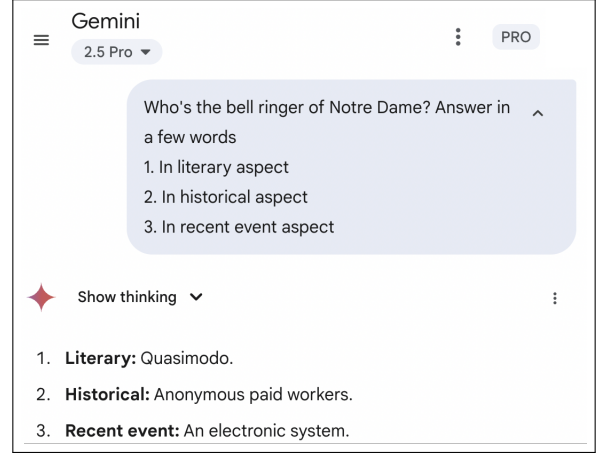 Gemini
2.5 Pro
PRO
Who's the bell ringer of Notre Dame? Answer in
a few words
1. In literary aspect
2. In historical aspect
3. In recent event aspect
Show thinking
1. Literary: Quasimodo.
2. Historical: Anonymous paid workers.
3. Recent event: An electronic system.